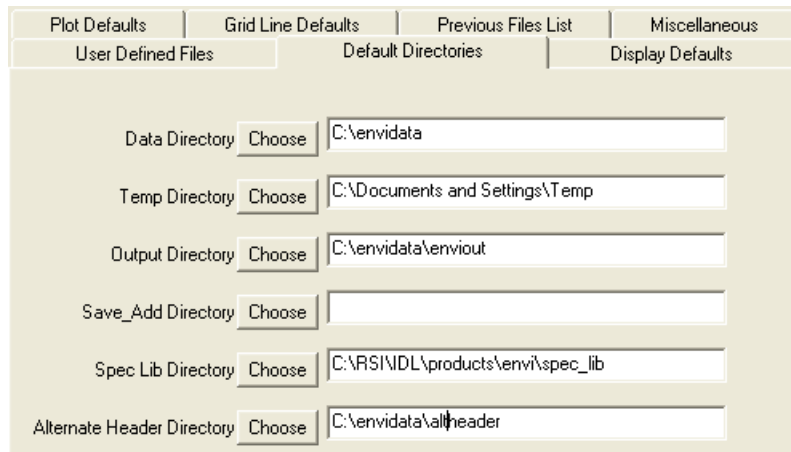 Plot Defaults Grid Line Defaults Previous Files List Miscellaneous
User Defined Files Default Directories Display Defaults
Data Directory Choose C:\envidata
Temp Directory Choose C:\Documents and Settings\Temp
Output Directory Choose C:\envidata\enviout
Save_Add Directory Choose
Spec Lib Directory Choose C:\RSI\IDL\products\envi\spec_lib
Alternate Header Directory Choose C:\envidata\altheader